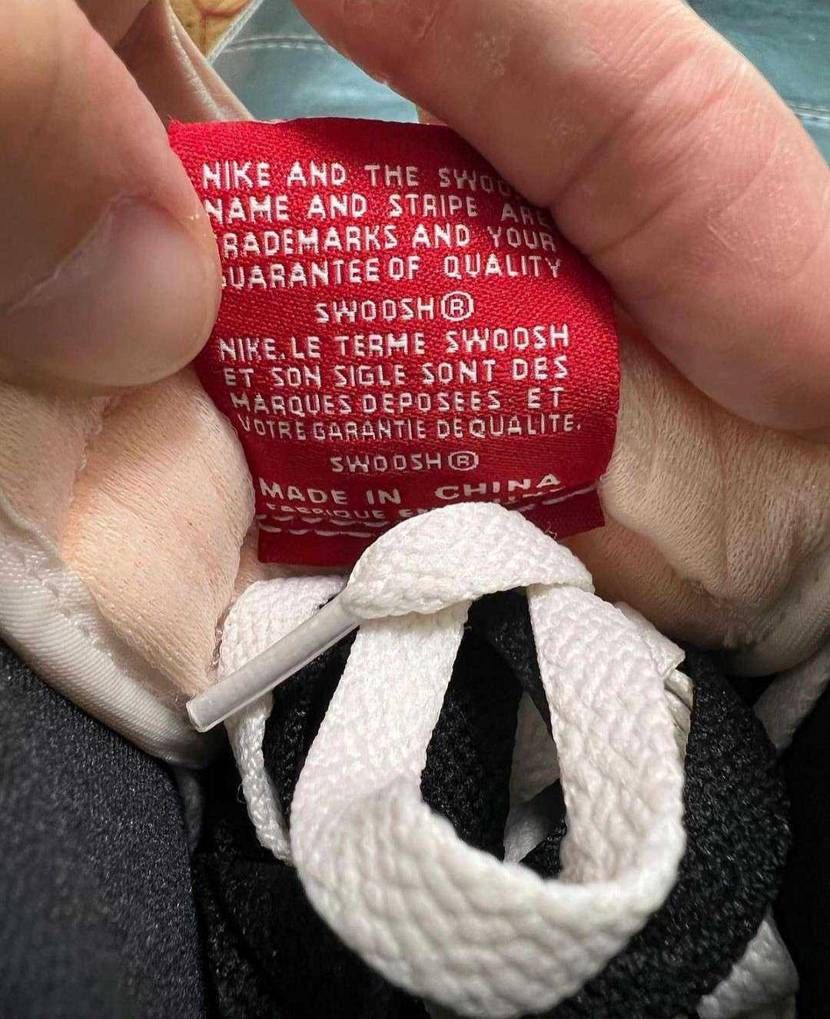 NIKE AND THE
NAME AND STRIPE ARE
RADEMARKS AND YOUR
UARANTEE OF QUALITY
SWOOSH®
NIKE.LE TERME SWOOSH
ET SON SIGLE SONT DES
MARQUES DEPOSEES ET
VOTRE GARANTIE DE QUALITE.
SWOOSH®
MADE IN CHINA